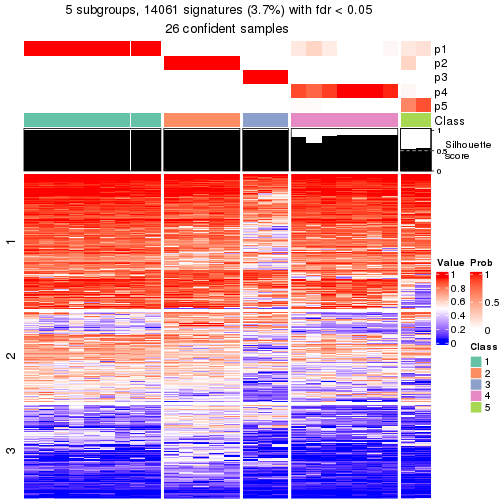 5 subgroups, 14061 signatures (3.7%) with fdr < 0.05
26 confident samples
p1
p2
p3
p4
p5
Class
1
0.5
0
Silhouette
score
1
2
3
Value
1
0.8
0.6
0.4
0.2
0
Prob
1
0.5
0
Class
1
2
3
4
5